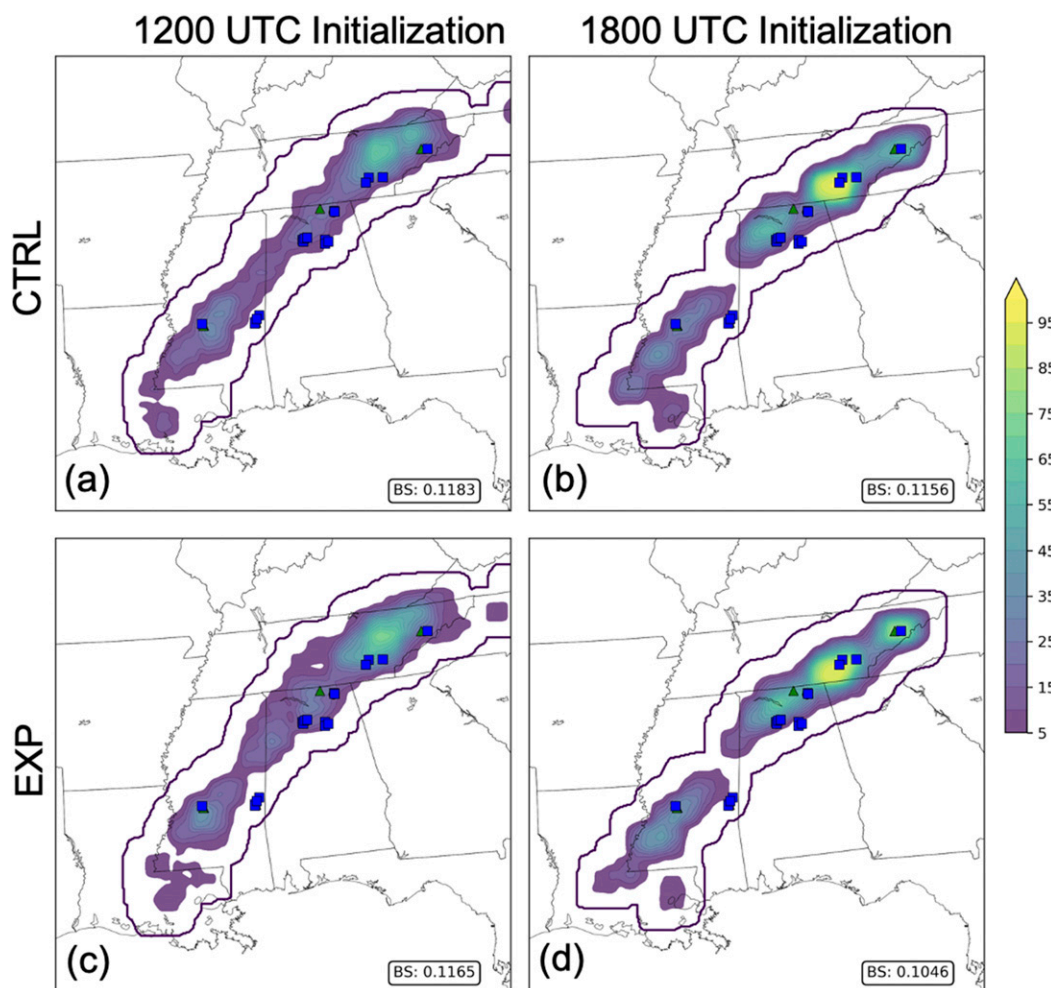 1200 UTC Initialization
1800 UTC Initialization
CTRL
(a)
BS: 0.1183
(b)
BS: 0.1156
EXP
(c)
BS: 0.1165
(d)
BS: 0.1046
95
85
75
65
55
45
35
25
15
5